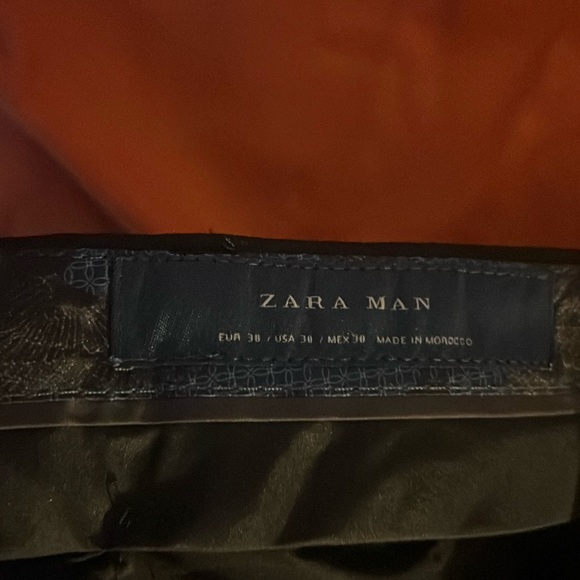 ZARA MAN
EUR 38 / USA 30 / MEX 30 MADE IN MOROCCO